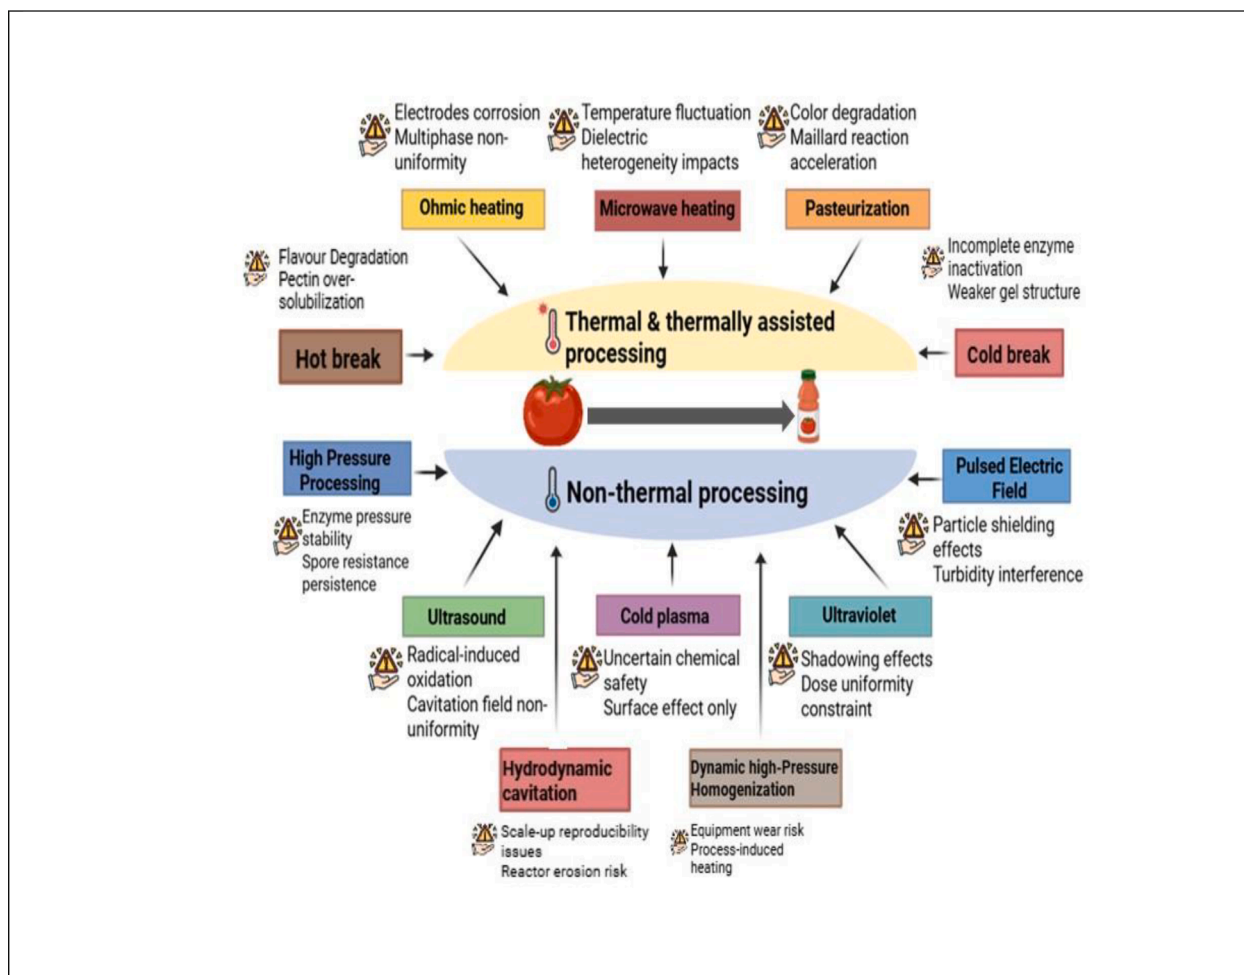 Electrodes corrosion
Multiphase non-
uniformity
Temperature fluctuation
Dielectric
heterogeneity impacts
Color degradation
Maillard reaction
acceleration
Ohmic heating
Microwave heating
Pasteurization
Flavour Degradation
Pectin over-
solubilization
Incomplete enzyme
inactivation
Weaker gel structure
Hot break
Thermal & thermally assisted
processing
Cold break
High Pressure
Processing
Non-thermal processing
Pulsed Electric
Field
Enzyme pressure
stability
Spore resistance
persistence
Particle shielding
effects
Turbidity interference
Ultrasound
Cold plasma
Ultraviolet
Radical-induced
oxidation
Cavitation field non-
uniformity
Uncertain chemical
safety
Surface effect only
Shadowing effects
Dose uniformity
constraint
Hydrodynamic
cavitation
Dynamic high-Pressure
Homogenization
Scale-up reproducibility
issues
Reactor erosion risk
Equipment wear risk
Process-induced
heating